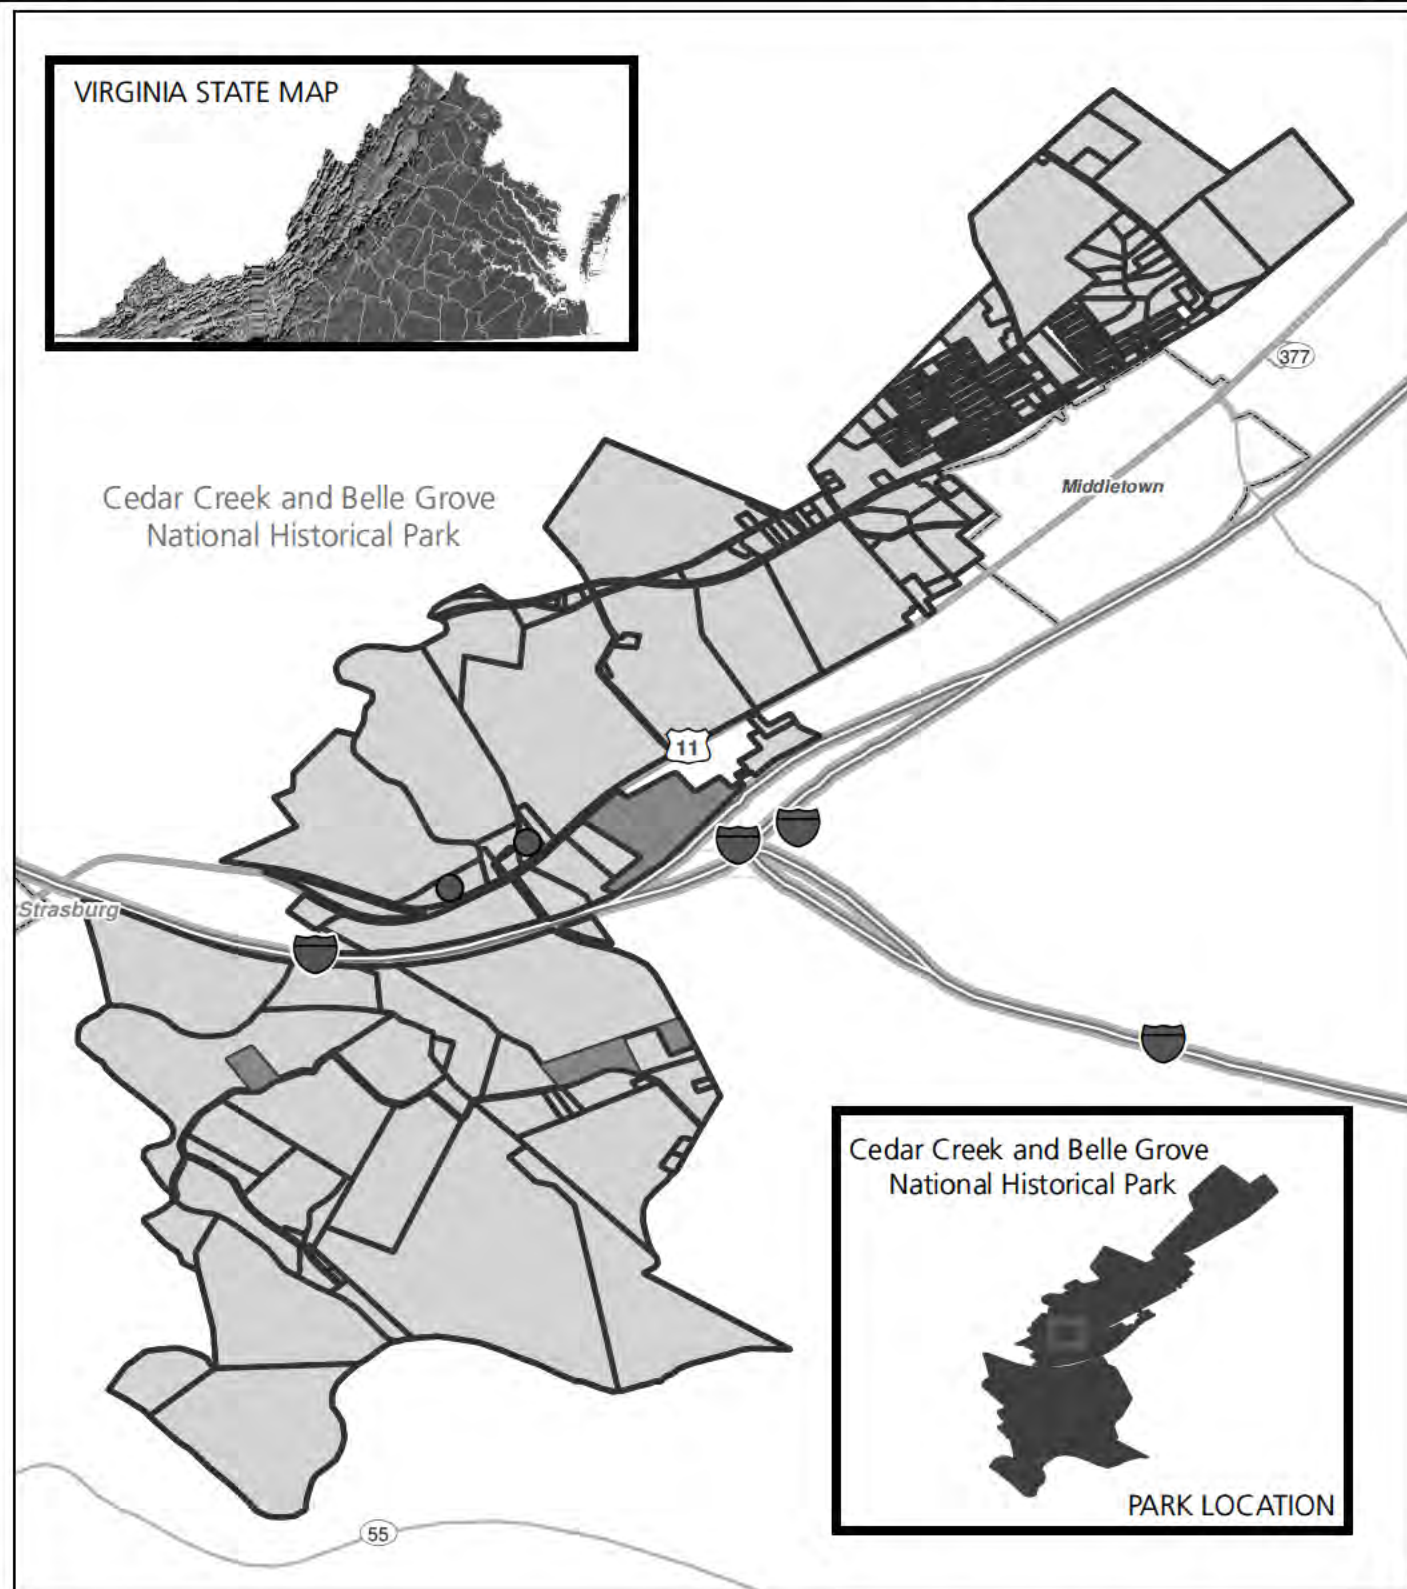 VIRGINIA STATE MAP
377
Cedar Creek and Belle Grove
National Historical Park
Middletown
11
Strasburg
Cedar Creek and Belle Grove
National Historical Park
PARK LOCATION
55